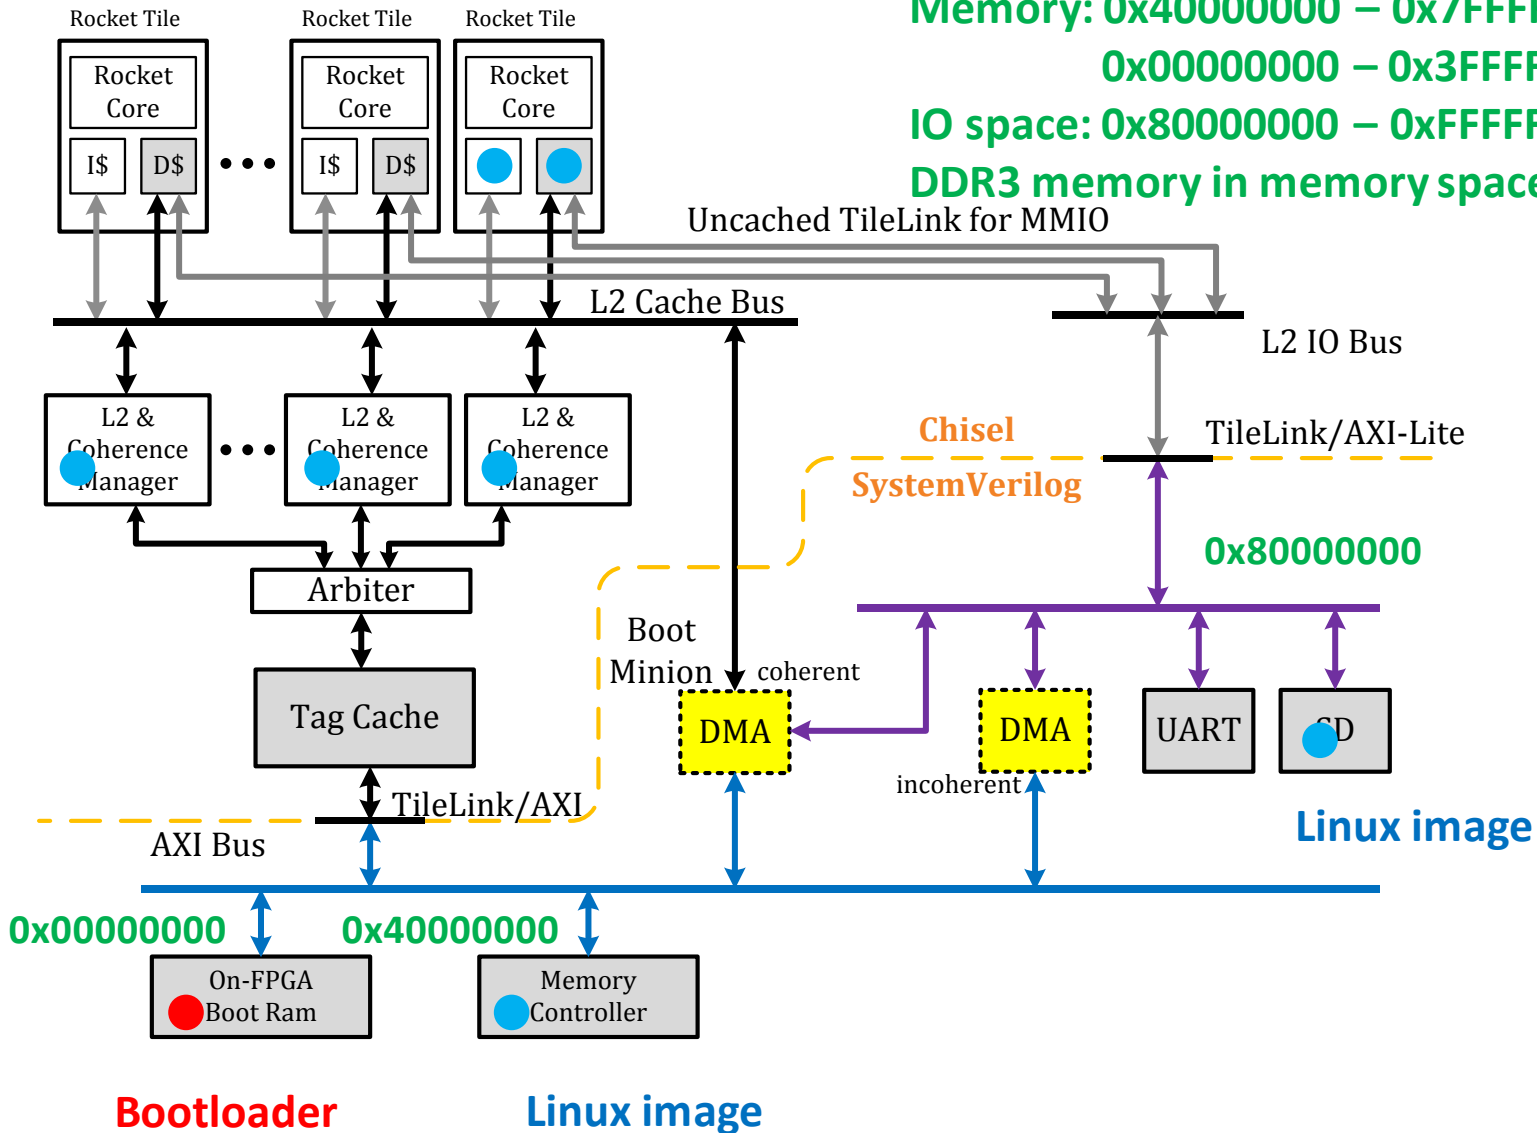 Rocket Tile
Rocket Tile
Rocket Tile
Memory: 0x40000000 – 0x7FFFF
0x00000000 – 0x3FFFF
IO space: 0x80000000 – 0xFFFFF
DDR3 memory in memory space
Rocket
Core
Rocket
Core
Rocket
Core
I$
D$
I$
D$
Uncached TileLink for MMIO
L2 Cache Bus
L2 IO Bus
L2 &
Coherence
Manager
L2 &
Coherence
Manager
L2 &
Coherence
Manager
Chisel
TileLink/AXI-Lite
SystemVerilog
0x80000000
Arbiter
Boot
Minion
coherent
Tag Cache
DMA
DMA
UART
SD
incoherent
TileLink/AXI
AXI Bus
Linux image
0x00000000
0x40000000
On-FPGA
Boot Ram
Memory
Controller
Bootloader
Linux image